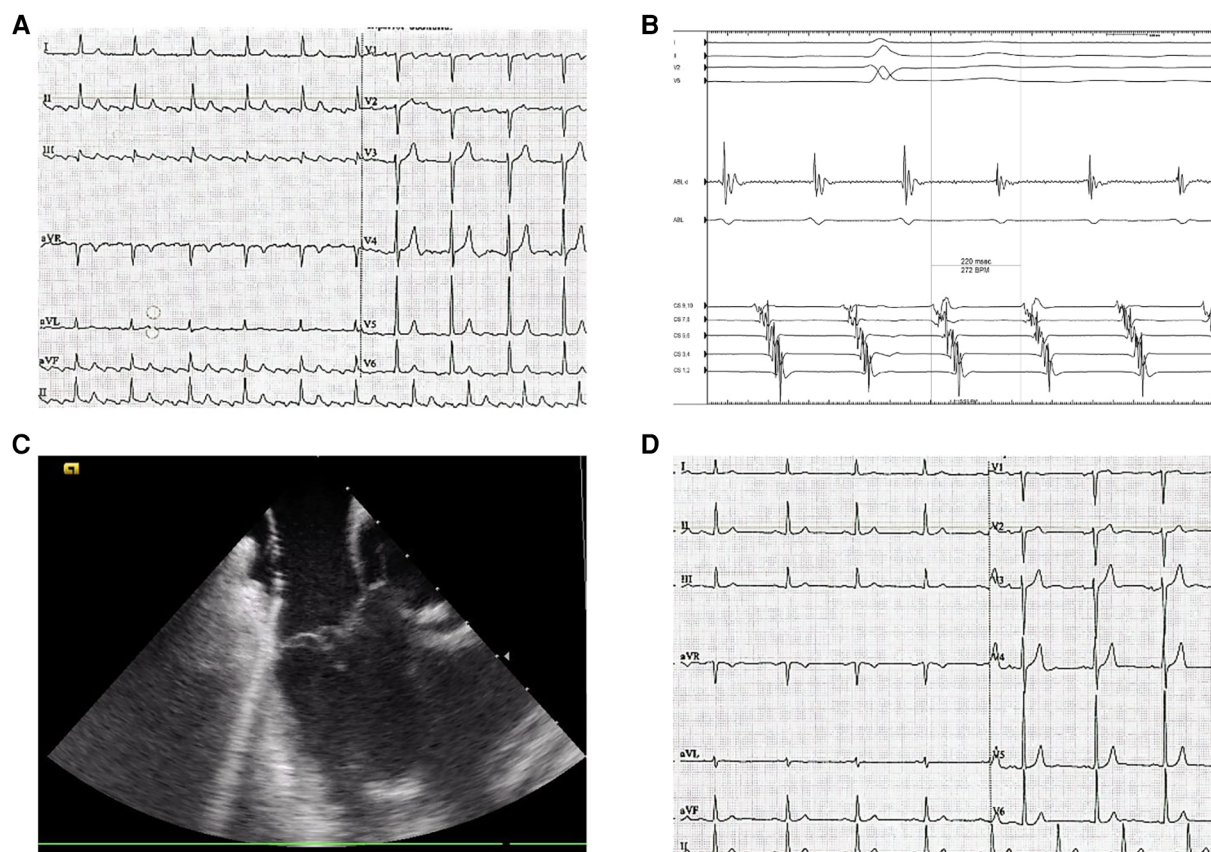 A
I
V1
II
V2
III
V3
aVR
V4
aVL
V5
aVF
V6
II
B
I
II
V2
V5
ABL d
ABL
220 msec
272 BPM
CS 9,10
CS 7,8
CS 5,6
CS 3,4
CS 1,2
C
D
I
V1
II
V2
III
V3
aVR
V4
aVL
V5
aVF
V6
II